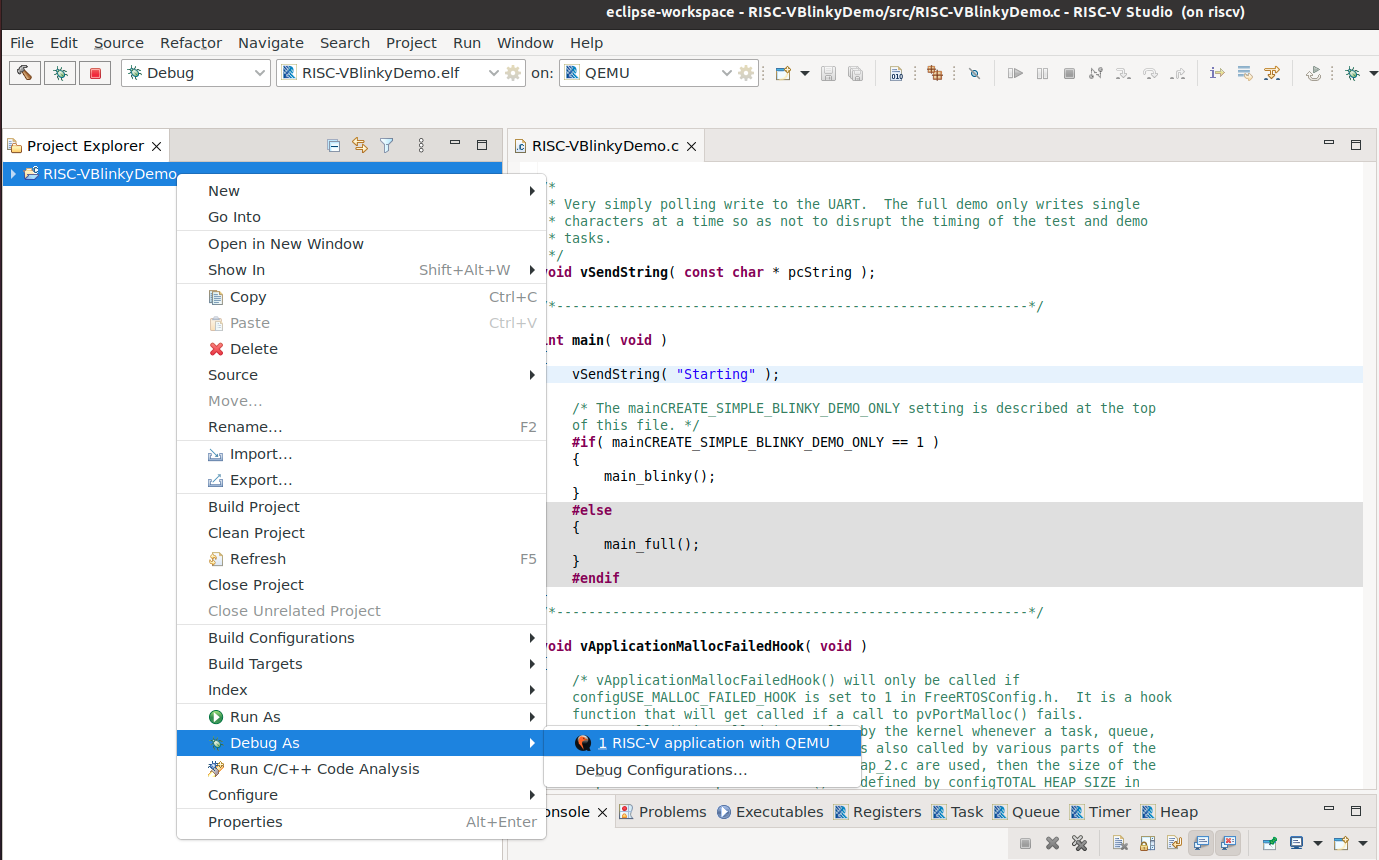 eclipse-workspace - RISC-VBlinkyDemo/src/RISC-VBlinkyDemo.c - RISC-V Studio (on riscv)
File Edit Source Refactor Navigate Search Project Run Window Help
Debug RISC-VBlinkyDemo.elf on: QEMU
010
Project Explorer
RISC-VBlinkyDemo
New
Go Into
Open in New Window
Show In Shift+Alt+W
Copy Ctrl+C
Paste Ctrl+V
Delete
Source
Move...
Rename... F2
Import...
Export...
Build Project
Clean Project
Refresh F5
Close Project
Close Unrelated Project
Build Configurations
Build Targets
Index
Run As
Debug As
Run C/C++ Code Analysis
Configure
Properties Alt+Enter
1 RISC-V application with QEMU
Debug Configurations...
RISC-VBlinkyDemo.c
/*
* Very simply polling write to the UART.  The full demo only writes single
* characters at a time so as not to disrupt the timing of the test and demo
* tasks.
*/
void vSendString( const char * pcString );
/*-----------------------------------------------------------*/
int main( void )
vSendString( "Starting" );
/* The mainCREATE_SIMPLE_BLINKY_DEMO_ONLY setting is described at the top
of this file. */
#if( mainCREATE_SIMPLE_BLINKY_DEMO_ONLY == 1 )
{
main_blinky();
}
#else
{
main_full();
}
#endif
/*-----------------------------------------------------------*/
void vApplicationMallocFailedHook( void )
/* vApplicationMallocFailedHook() will only be called if
configUSE_MALLOC_FAILED_HOOK is set to 1 in FreeRTOSConfig.h.  It is a hook
function that will get called if a call to pvPortMalloc() fails.
by the kernel whenever a task, queue,
s also called by various parts of the
ap_2.c are used, then the size of the
defined by configTOTAL_HEAP_SIZE in
onsole Problems Executables Registers Task Queue Timer Heap